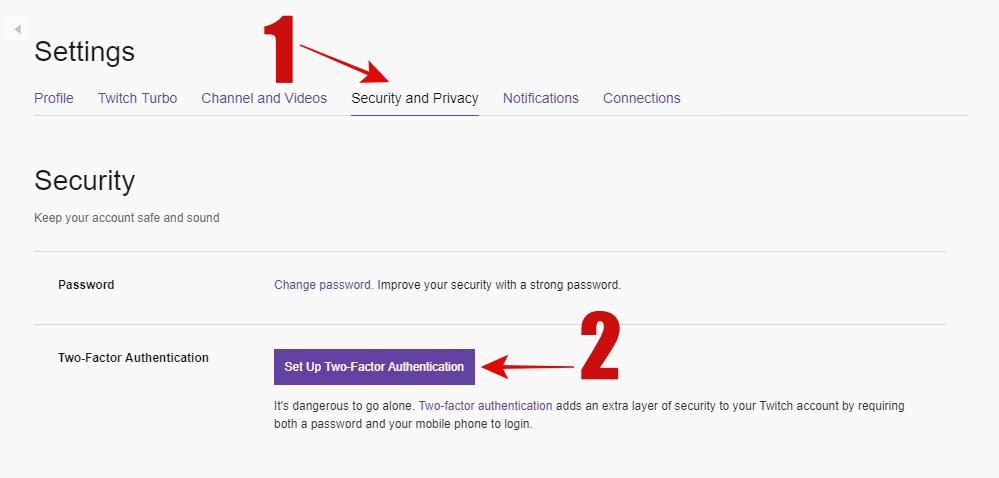 1
Settings
Profile Twitch Turbo Channel and Videos Security and Privacy Notifications Connections
Security
Keep your account safe and sound
Password Change password. Improve your security with a strong password.
2
Two-Factor Authentication Set Up Two-Factor Authentication
It's dangerous to go alone. Two-factor authentication adds an extra layer of security to your Twitch account by requiring
both a password and your mobile phone to login.